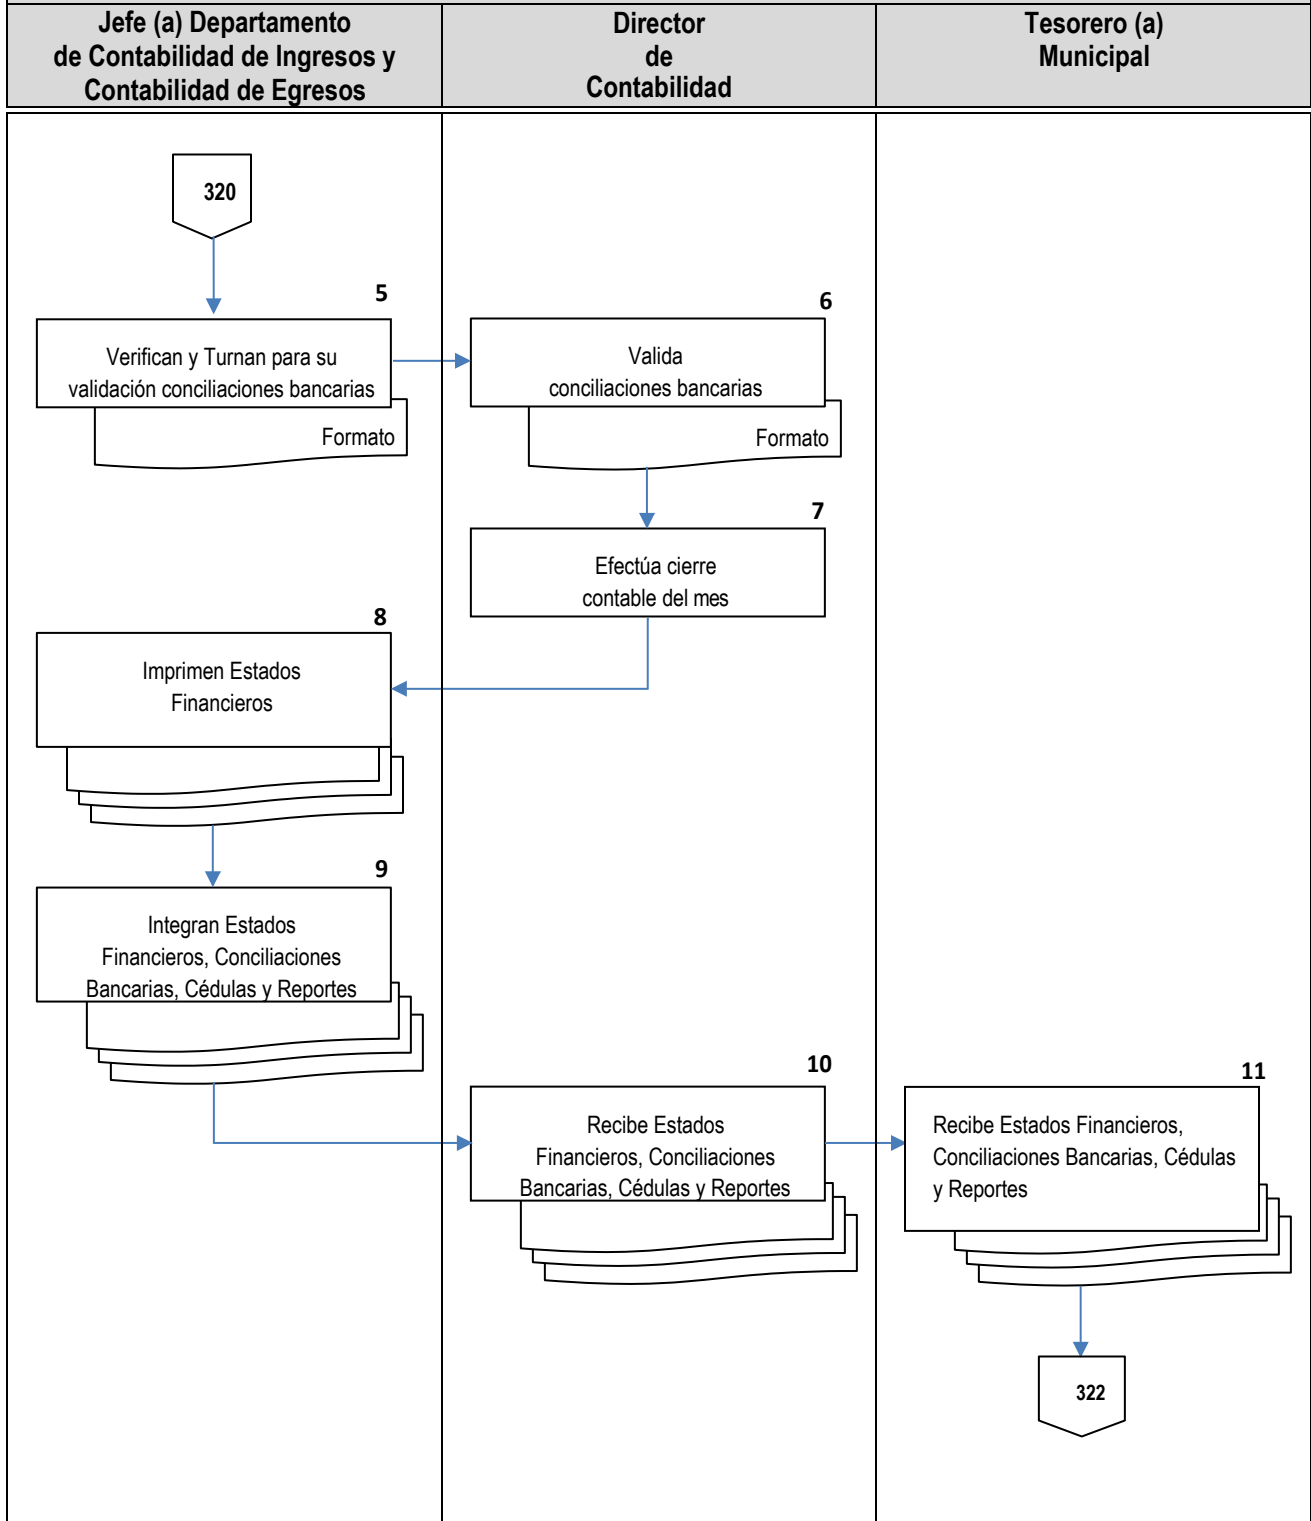 Jefe (a) Departamento
de Contabilidad de Ingresos y
Contabilidad de Egresos
Director
de
Contabilidad
Tesorero (a)
Municipal
320
5
Verifican y Turnan para su
validación conciliaciones bancarias
Formato
6
Valida
conciliaciones bancarias
Formato
7
Efectúa cierre
contable del mes
8
Imprimen Estados
Financieros
9
Integran Estados
Financieros, Conciliaciones
Bancarias, Cédulas y Reportes
10
Recibe Estados
Financieros, Conciliaciones
Bancarias, Cédulas y Reportes
11
Recibe Estados Financieros,
Conciliaciones Bancarias, Cédulas
y Reportes
322